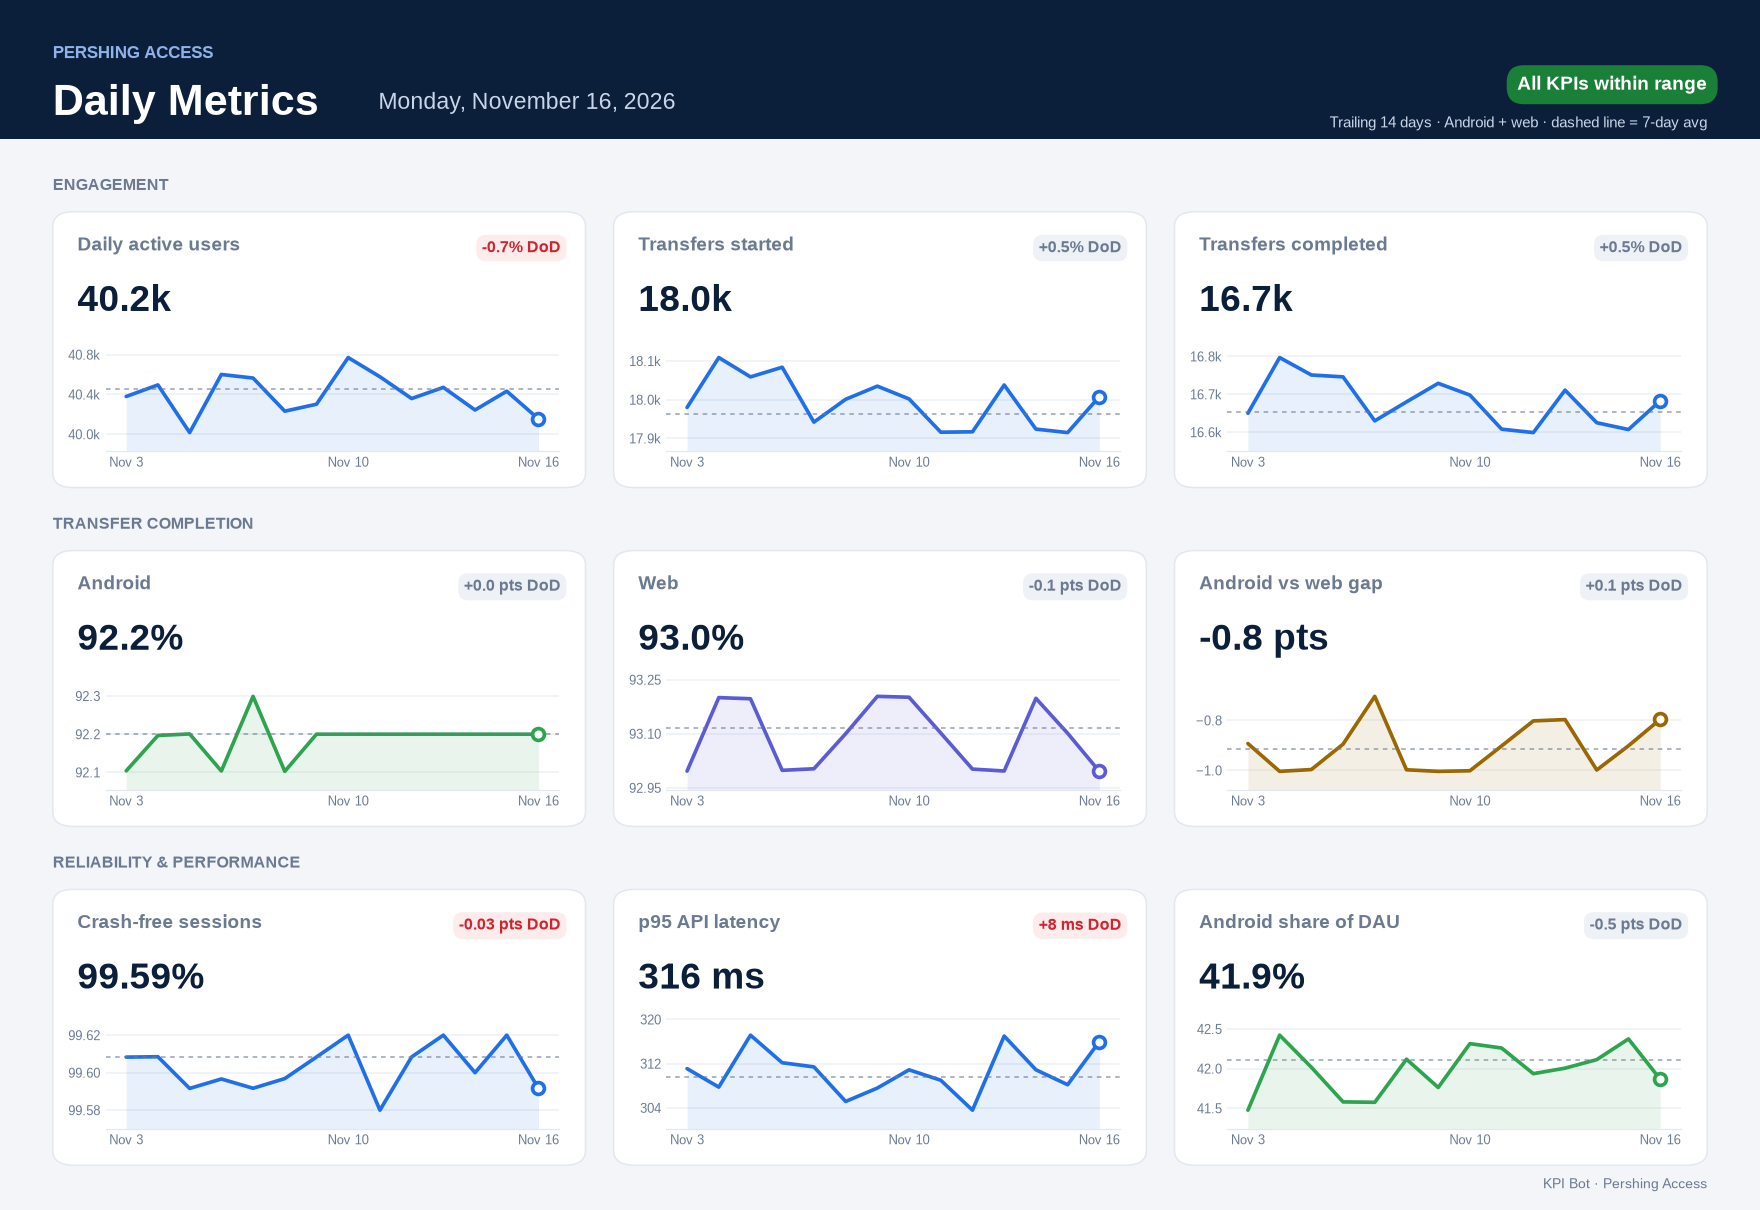 PERSHING ACCESS
Daily Metrics
Monday, November 16, 2026
All KPIs within range
Trailing 14 days · Android + web · dashed line = 7-day avg
ENGAGEMENT
Daily active users
-0.7% DoD
40.2k
40.8k
40.4k
40.0k
Nov 3
Nov 10
Nov 16
Transfers started
+0.5% DoD
18.0k
18.1k
18.0k
17.9k
Nov 3
Nov 10
Nov 16
Transfers completed
+0.5% DoD
16.7k
16.8k
16.7k
16.6k
Nov 3
Nov 10
Nov 16
TRANSFER COMPLETION
Android
+0.0 pts DoD
92.2%
92.3
92.2
92.1
Nov 3
Nov 10
Nov 16
Web
-0.1 pts DoD
93.0%
93.25
93.10
92.95
Nov 3
Nov 10
Nov 16
Android vs web gap
+0.1 pts DoD
-0.8 pts
−0.8
−1.0
Nov 3
Nov 10
Nov 16
RELIABILITY & PERFORMANCE
Crash-free sessions
-0.03 pts DoD
99.59%
99.62
99.60
99.58
Nov 3
Nov 10
Nov 16
p95 API latency
+8 ms DoD
316 ms
320
312
304
Nov 3
Nov 10
Nov 16
Android share of DAU
-0.5 pts DoD
41.9%
42.5
42.0
41.5
Nov 3
Nov 10
Nov 16
KPI Bot · Pershing Access